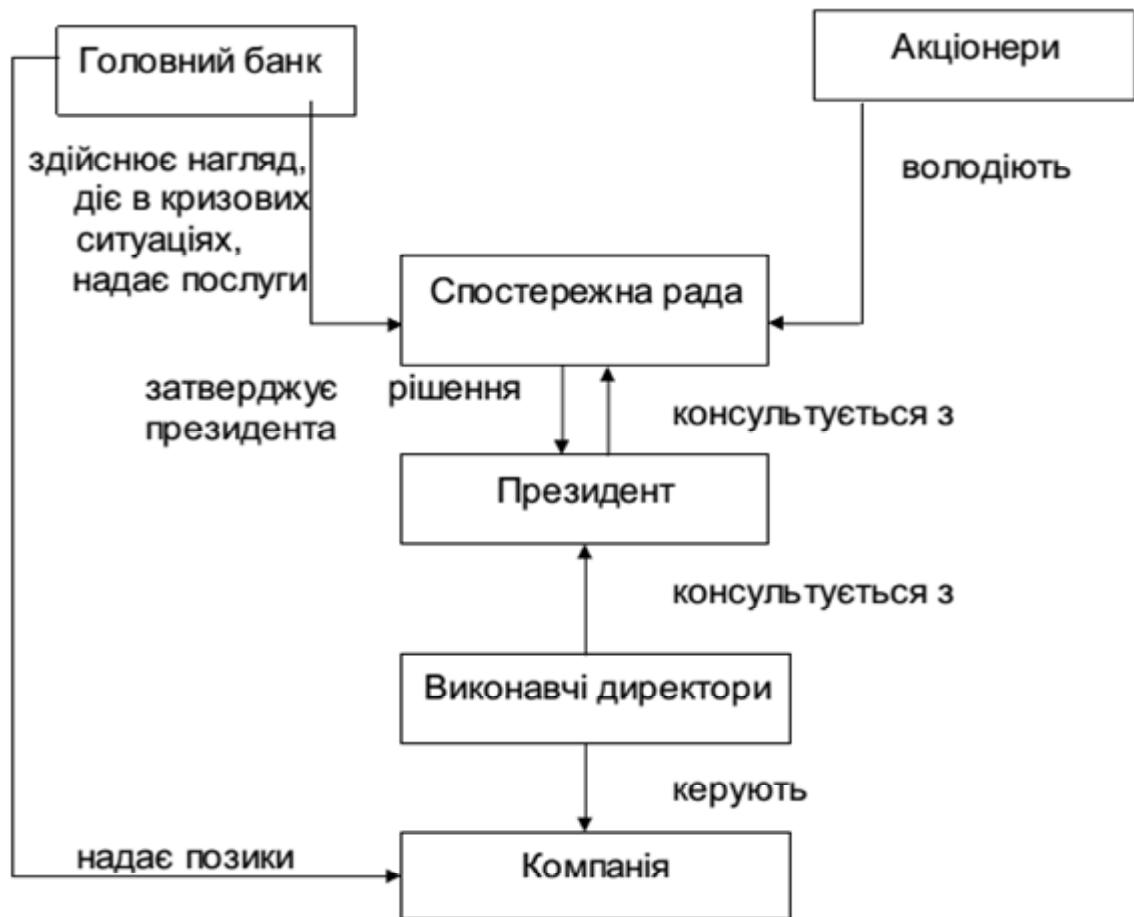 Головний банк
Акціонери
здійснює нагляд,
діє в кризових
ситуаціях,
надає послуги
володіють
Спостережна рада
затверджує рішення
президента
консультується з
Президент
консультується з
Виконавчі директори
керують
надає позики
Компанія